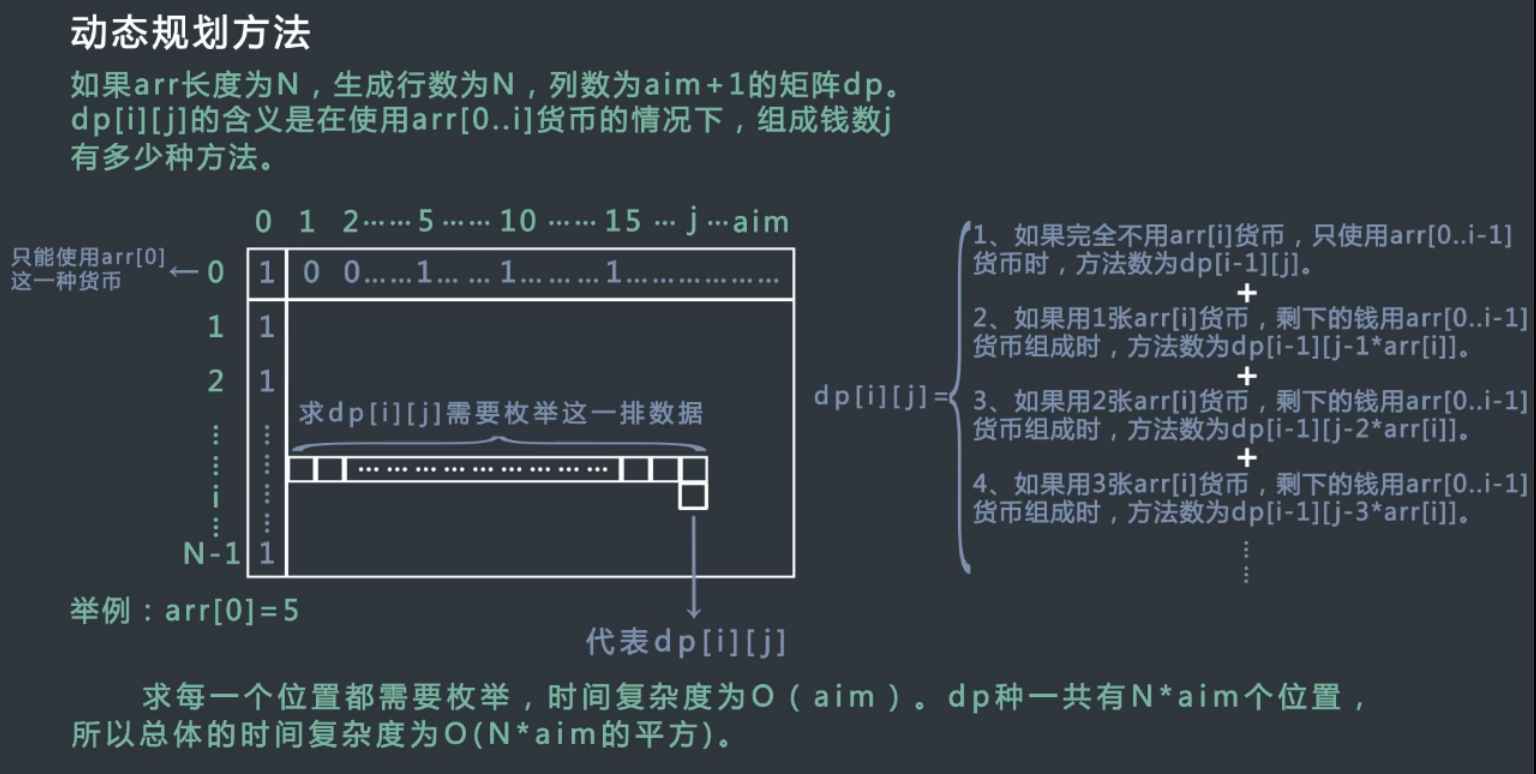 动态规划方法
如果arr长度为N，生成行数为N，列数为aim+1的矩阵dp。
dp[i][j]的含义是在使用arr[0..i]货币的情况下，组成钱数j
有多少种方法。
0 1 2……5……10……15…j…aim
只能使用arr[0]
这一种货币
←0 1 0 0……1……1……1……………
1 1
2 1
求dp[i][j]需要枚举这一排数据
⋮ ⋮
………………………
i
N-1 1
举例：arr[0]=5
代表dp[i][j]
dp[i][j]=
1、如果完全不用arr[i]货币，只使用arr[0..i-1]
货币时，方法数为dp[i-1][j]。
+
2、如果用1张arr[i]货币，剩下的钱用arr[0..i-1]
货币组成时，方法数为dp[i-1][j-1*arr[i]]。
+
3、如果用2张arr[i]货币，剩下的钱用arr[0..i-1]
货币组成时，方法数为dp[i-1][j-2*arr[i]]。
+
4、如果用3张arr[i]货币，剩下的钱用arr[0..i-1]
货币组成时，方法数为dp[i-1][j-3*arr[i]]。
⋮
求每一个位置都需要枚举，时间复杂度为O（aim）。dp种一共有N*aim个位置，
所以总体的时间复杂度为O(N*aim的平方)。